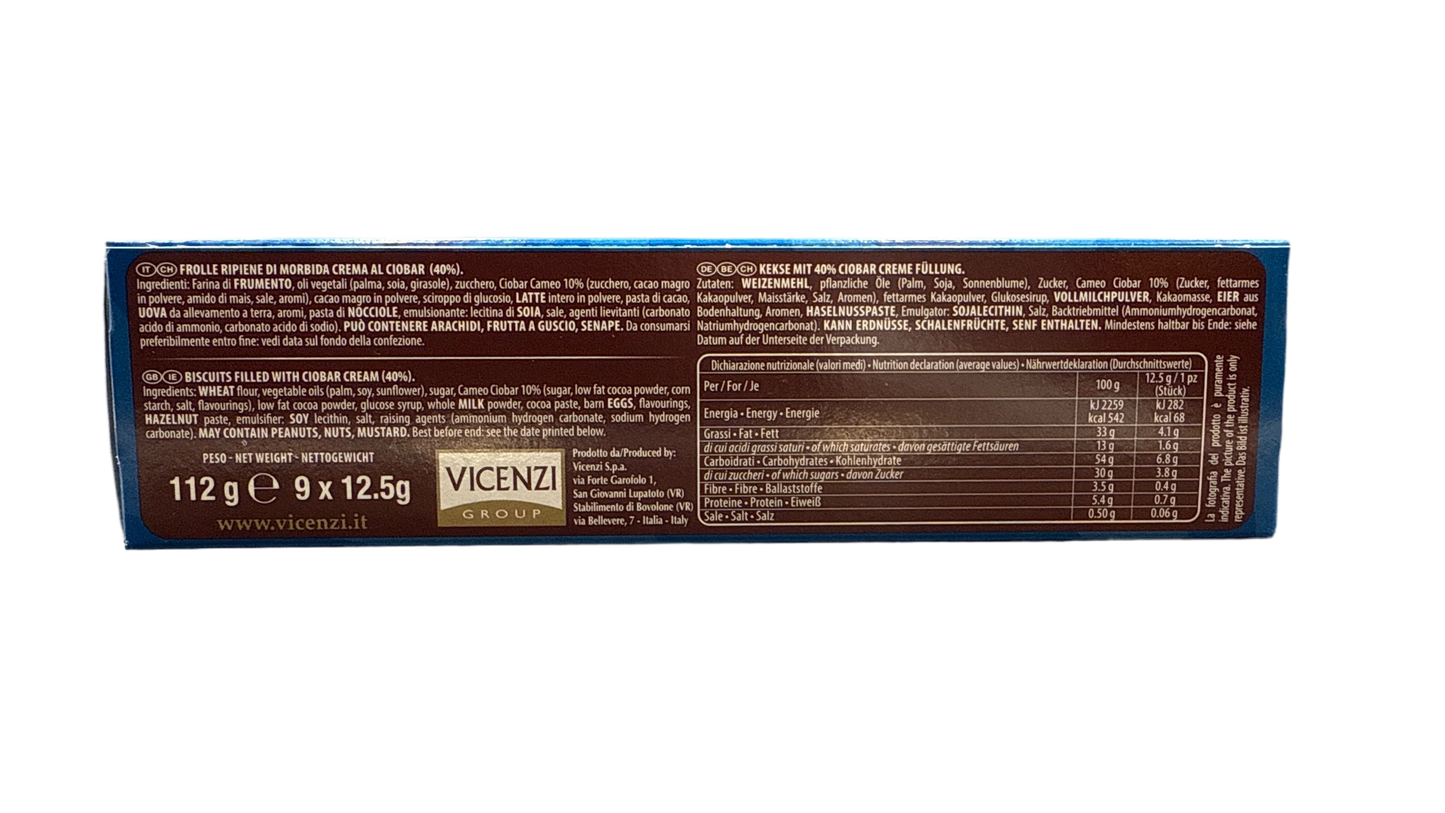 IT CH FROLLE RIPIENE DI MORBIDA CREMA AL CIOBAR (40%).
Ingredienti: Farina di FRUMENTO, oli vegetali (palma, soia, girasole), zucchero, Ciobar Cameo 10% (zucchero, cacao magro
in polvere, amido di mais, sale, aromi), cacao magro in polvere, sciroppo di glucosio, LATTE intero in polvere, pasta di cacao,
UOVA da allevamento a terra, aromi, pasta di NOCCIOLE, emulsionante: lecitina di SOIA, sale, agenti lievitanti (carbonato
acido di ammonio, carbonato acido di sodio). PUÒ CONTENERE ARACHIDI, FRUTTA A GUSCIO, SENAPE. Da consumarsi
preferibilmente entro fine: vedi data sul fondo della confezione.
GB IE BISCUITS FILLED WITH CIOBAR CREAM (40%).
Ingredients: WHEAT flour, vegetable oils (palm, soy, sunflower), sugar, Cameo Ciobar 10% (sugar, low fat cocoa powder, corn
starch, salt, flavourings), low fat cocoa powder, glucose syrup, whole MILK powder, cocoa paste, barn EGGS, flavourings,
HAZELNUT paste, emulsifier: SOY lecithin, salt, raising agents (ammonium hydrogen carbonate, sodium hydrogen
carbonate). MAY CONTAIN PEANUTS, NUTS, MUSTARD. Best before end: see the date printed below.
PESO - NET WEIGHT - NETTOGEWICHT
112 g ℮ 9 x 12.5g
www.vicenzi.it
VICENZI
GROUP
Prodotto da/Produced by:
Vicenzi S.p.a.
via Forte Garofolo 1,
San Giovanni Lupatoto (VR)
Stabilimento di Bovolone (VR)
via Bellevere, 7 - Italia - Italy
DE BE CH KEKSE MIT 40% CIOBAR CREME FÜLLUNG.
Zutaten: WEIZENMEHL, pflanzliche Öle (Palm, Soja, Sonnenblume), Zucker, Cameo Ciobar 10% (Zucker, fettarmes
Kakaopulver, Maisstärke, Salz, Aromen), fettarmes Kakaopulver, Glukosesirup, VOLLMILCHPULVER, Kakaomasse, EIER aus
Bodenhaltung, Aromen, HASELNUSSPASTE, Emulgator: SOJALECITHIN, Salz, Backtriebmittel (Ammoniumhydrogencarbonat,
Natriumhydrogencarbonat). KANN ERDNÜSSE, SCHALENFRÜCHTE, SENF ENTHALTEN. Mindestens haltbar bis Ende: siehe
Datum auf der Unterseite der Verpackung.
Dichiarazione nutrizionale (valori medi) • Nutrition declaration (average values) • Nährwertdeklaration (Durchschnittswerte)
Per / For / Je 100 g 12.5 g / 1 pz (Stück)
Energia • Energy • Energie kJ 2259 kJ 282
kcal 542 kcal 68
Grassi • Fat • Fett 33 g 4.1 g
di cui acidi grassi saturi • of which saturates • davon gesättigte Fettsäuren 13 g 1.6 g
Carboidrati • Carbohydrates • Kohlenhydrate 54 g 6.8 g
di cui zuccheri • of which sugars • davon Zucker 30 g 3.8 g
Fibre • Fibre • Ballaststoffe 3.5 g 0.4 g
Proteine • Protein • Eiweiß 5.4 g 0.7 g
Sale • Salt • Salz 0.50 g 0.06 g
La fotografia del prodotto è puramente
indicativa. The picture of the product is only
representative. Das Bild ist illustrativ.